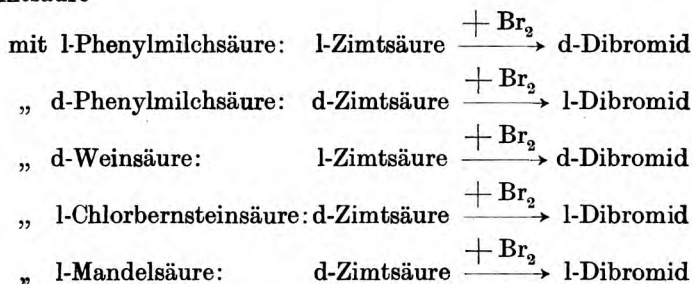 mit l-Phenylmilchsäure: l-Zimtsäure + Br₂ → d-Dibromid
„ d-Phenylmilchsäure: d-Zimtsäure + Br₂ → l-Dibromid
„ d-Weinsäure: l-Zimtsäure + Br₂ → d-Dibromid
„ l-Chlorbernsteinsäure: d-Zimtsäure + Br₂ → l-Dibromid
„ l-Mandelsäure: d-Zimtsäure + Br₂ → l-Dibromid